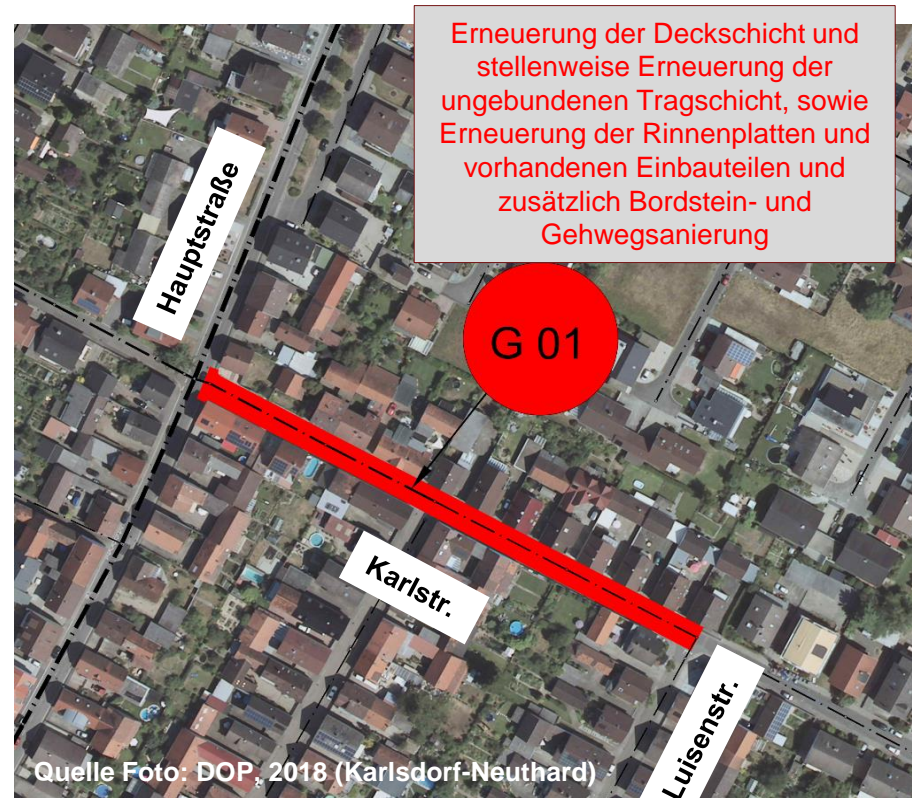 Erneuerung der Deckschicht und
stellenweise Erneuerung der
ungebundenen Tragschicht, sowie
Erneuerung der Rinnenplatten und
vorhandenen Einbauteilen und
zusätzlich Bordstein- und
Gehwegsanierung
Hauptstraße
G 01
Karlstr.
Luisenstr.
Quelle Foto: DOP, 2018 (Karlsdorf-Neuthard)